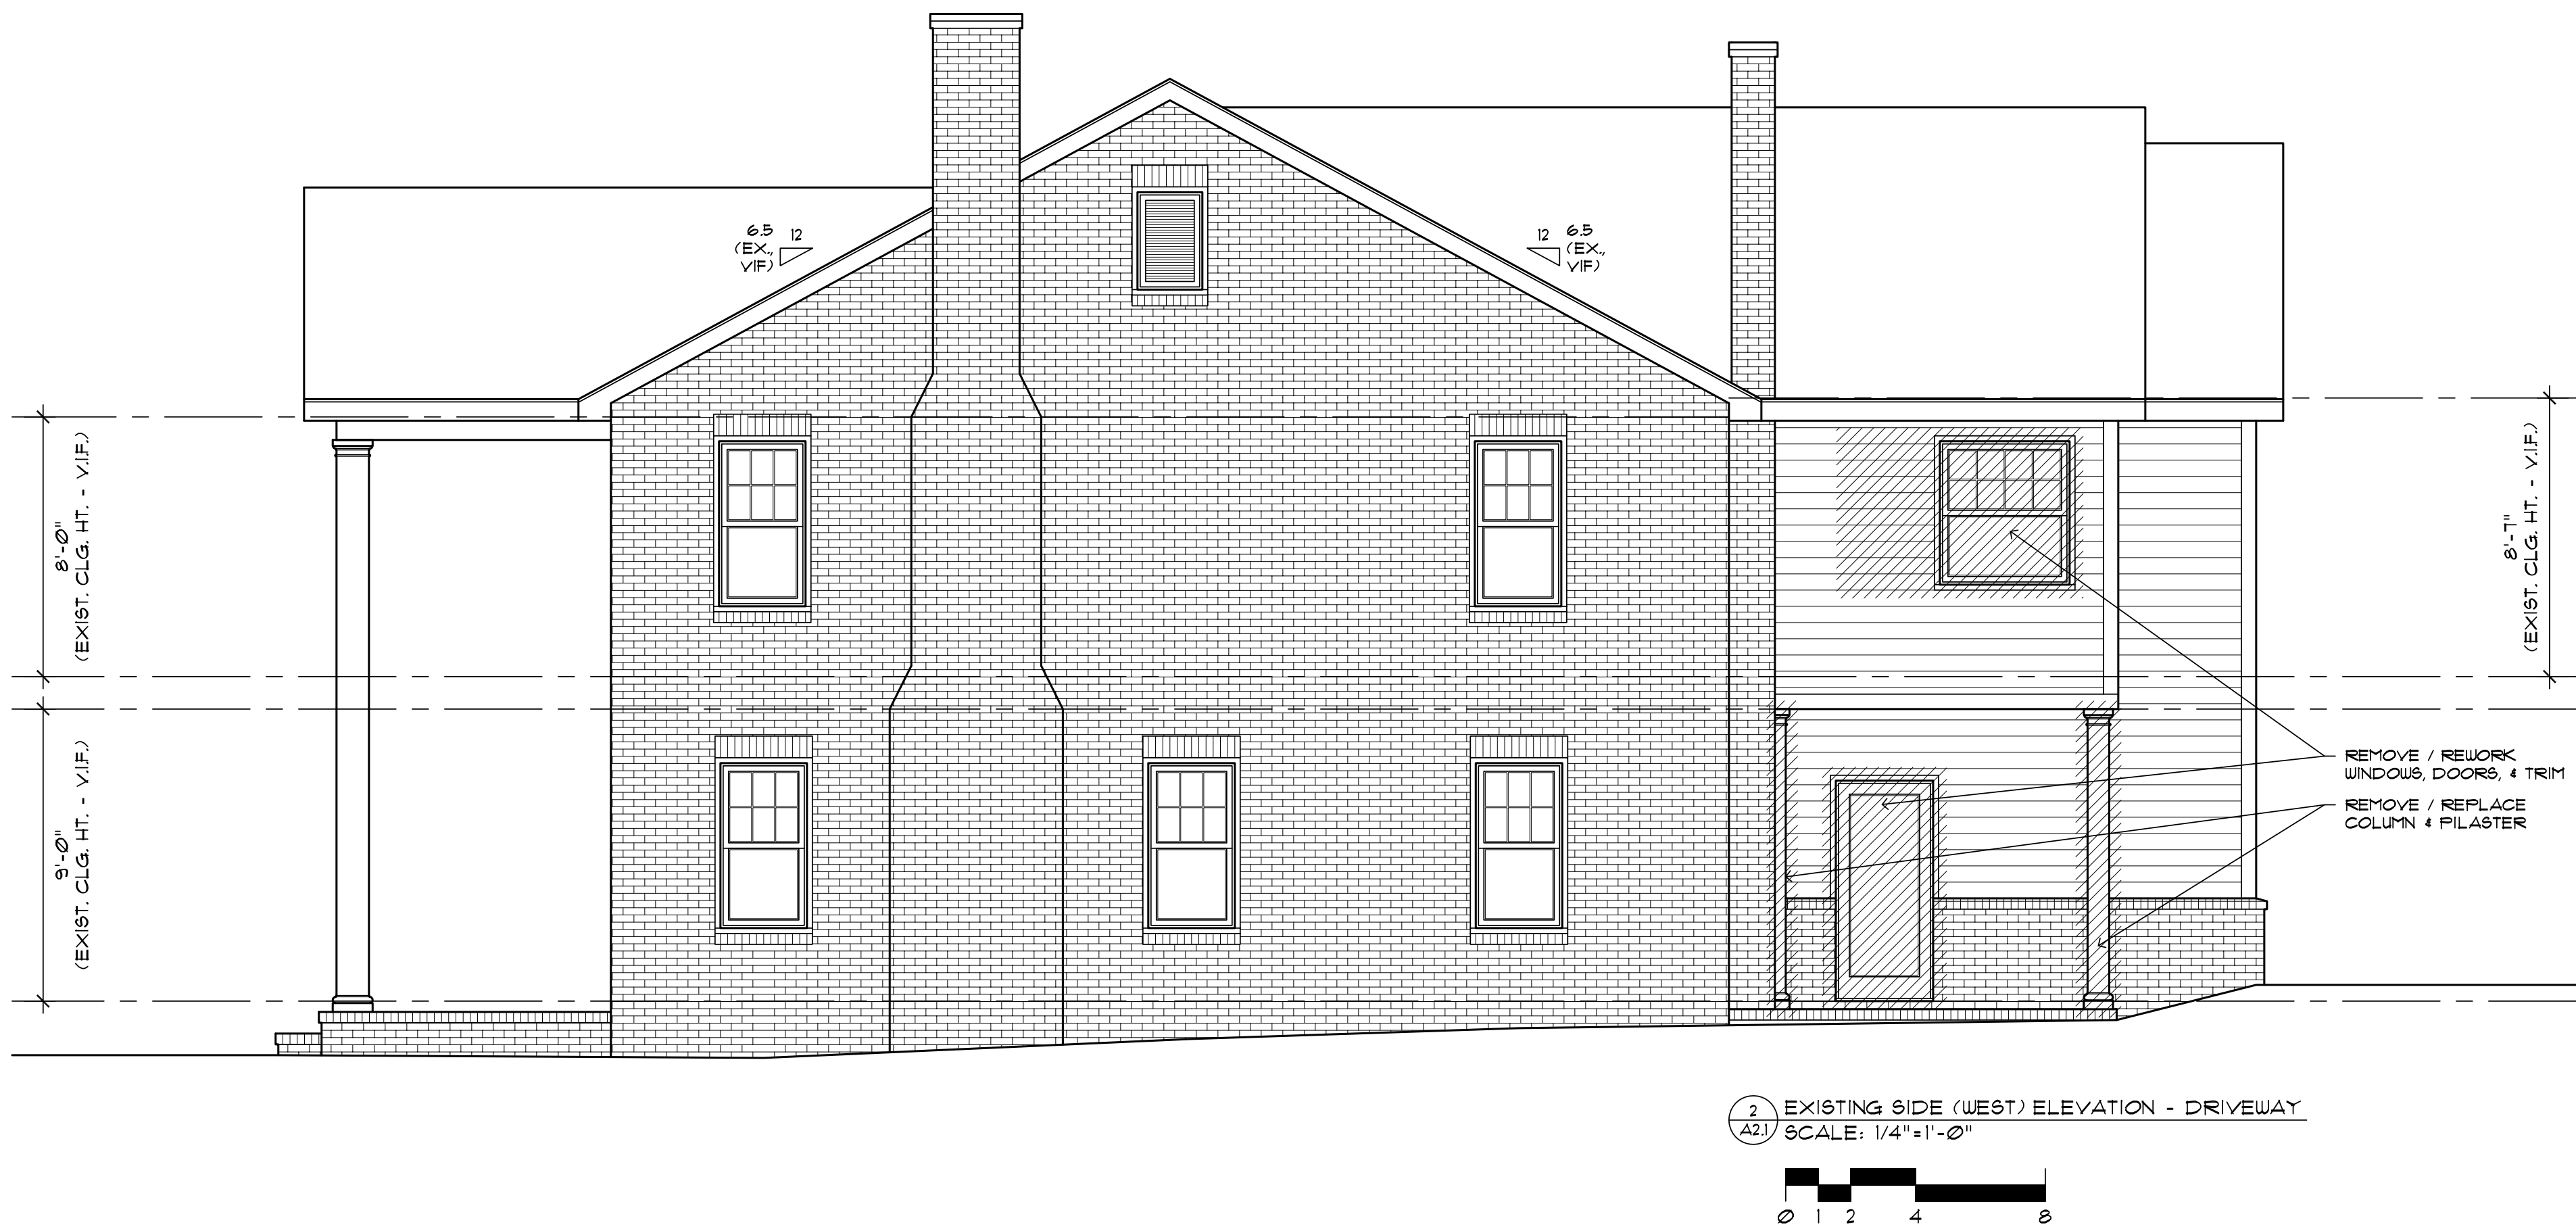 6.5
12
(EX.,
VIF)
12
6.5
(EX.,
VIF)
8'-0"
(EXIST. CLG. HT. - V.I.F.)
9'-0"
(EXIST. CLG. HT. - V.I.F.)
8'-7"
(EXIST. CLG. HT. - V.I.F.)
REMOVE / REWORK
WINDOWS, DOORS, & TRIM
REMOVE / REPLACE
COLUMN & PILASTER
2
A2.1
EXISTING SIDE (WEST) ELEVATION - DRIVEWAY
SCALE: 1/4"=1'-0"
0 1 2 4 8